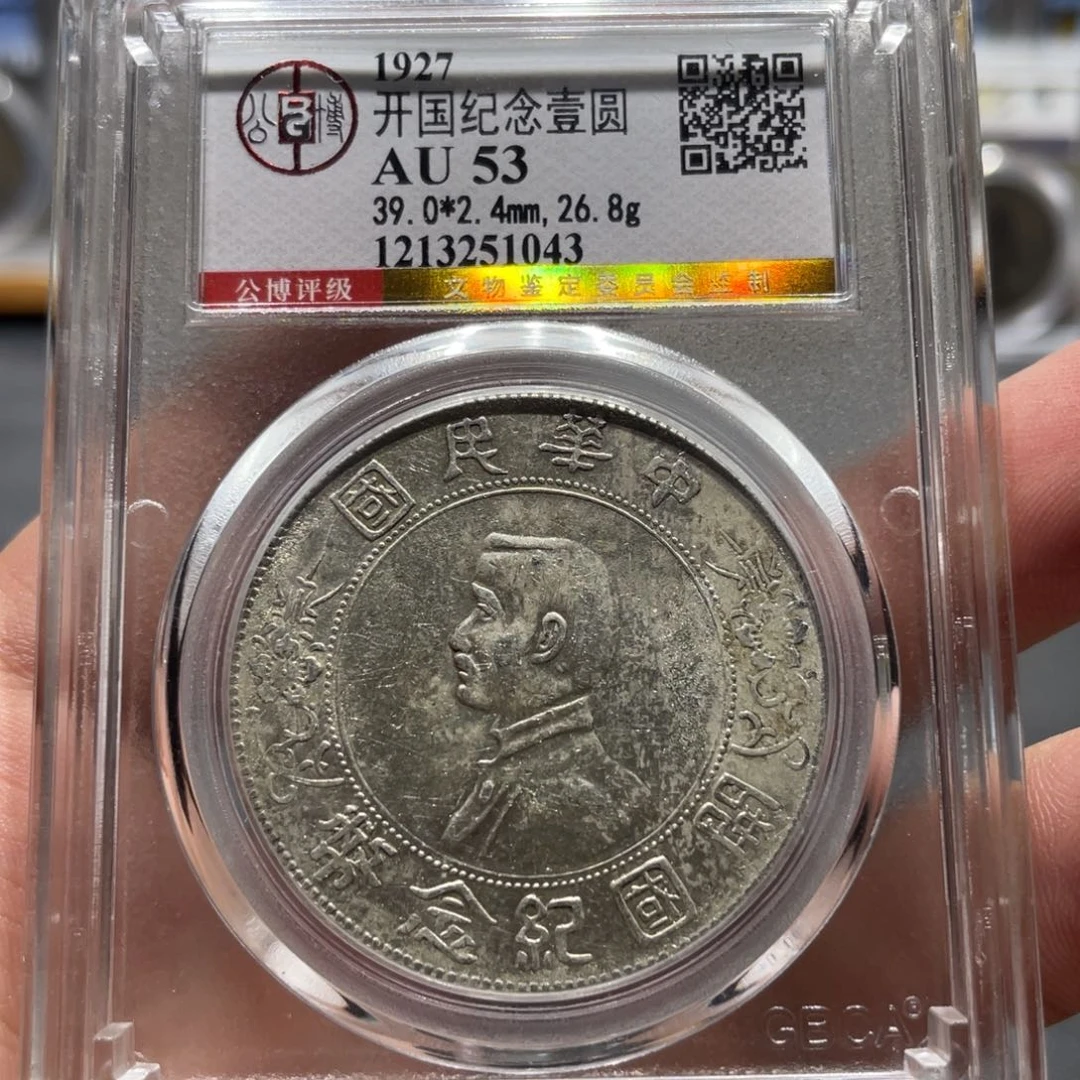 公 博
1927
开国纪念壹圆
AU 53
39.0*2.4mm, 26.8g
1213251043
公博评级
文物鉴定委员会监制
中華民國
開國紀念幣
GBCA®